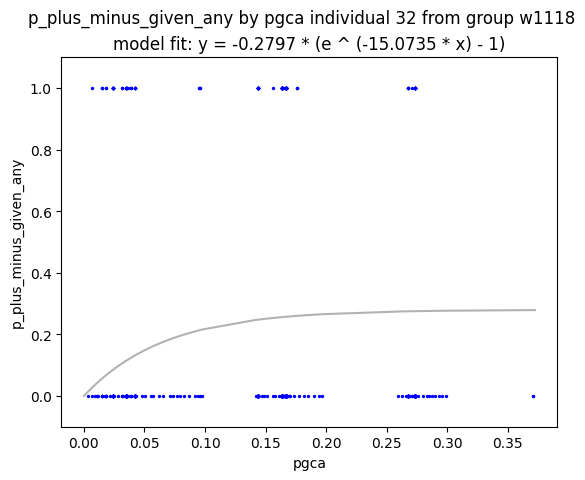 p_plus_minus_given_any by pgca individual 32 from group w1118
model fit: y = -0.2797 * (e ^ (-15.0735 * x) - 1)
1.0
0.8
0.6
0.4
0.2
0.0
p_plus_minus_given_any
0.00 0.05 0.10 0.15 0.20 0.25 0.30 0.35
pgca